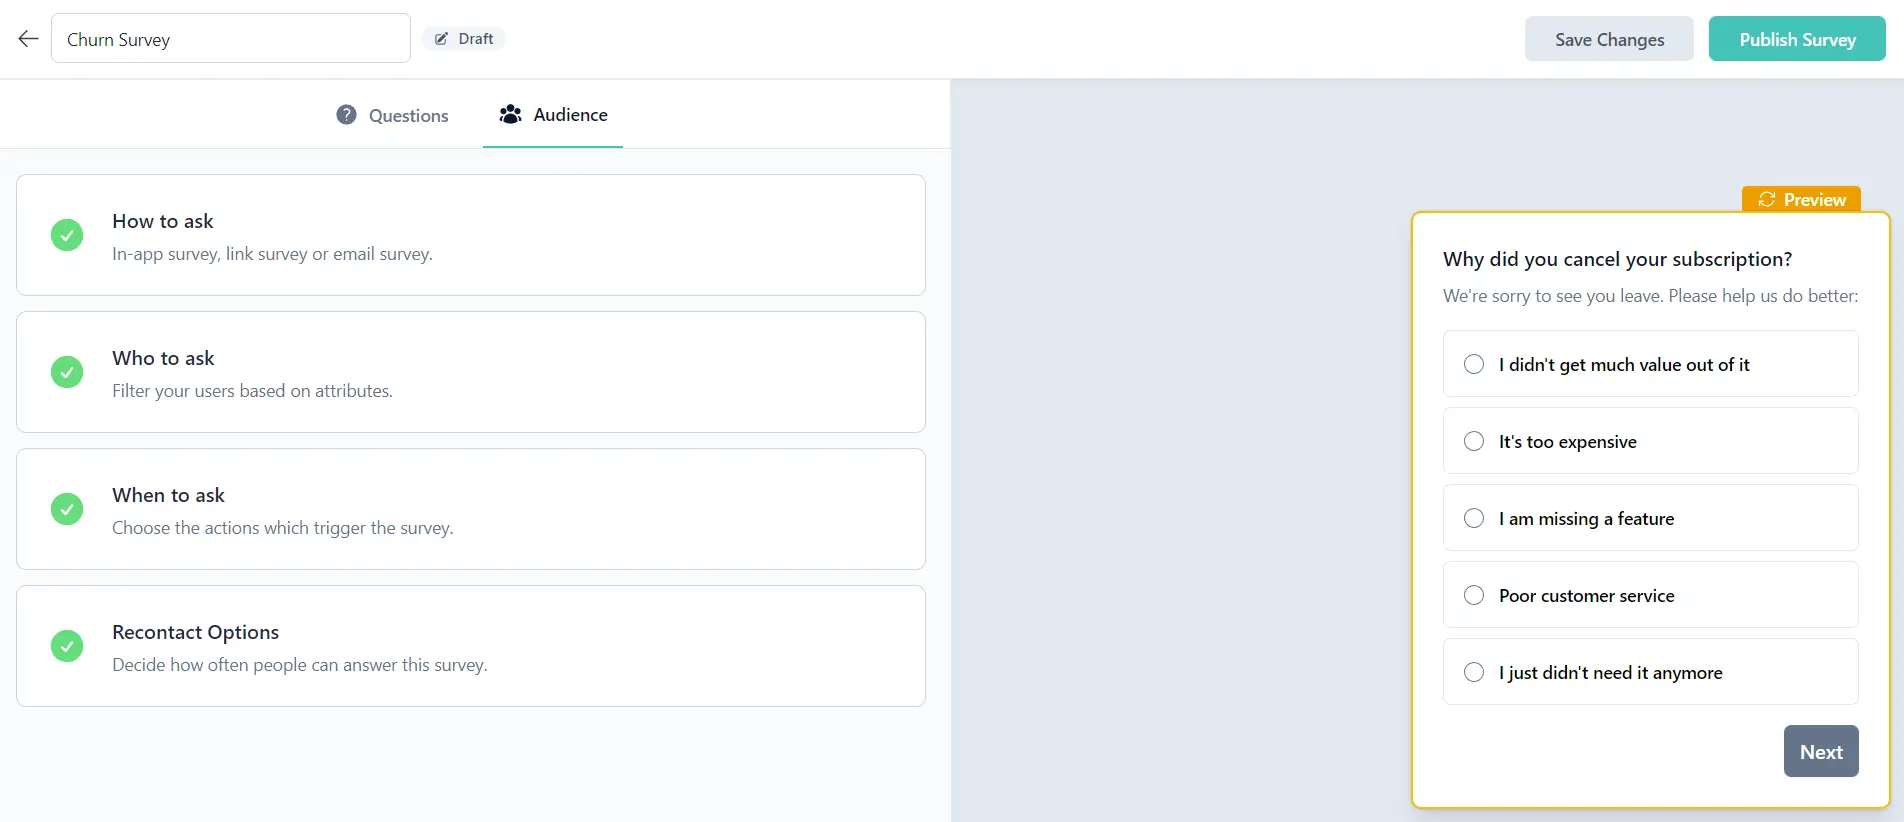 Churn Survey
Draft
Save Changes
Publish Survey
Questions
Audience
How to ask
In-app survey, link survey or email survey.
Who to ask
Filter your users based on attributes.
When to ask
Choose the actions which trigger the survey.
Recontact Options
Decide how often people can answer this survey.
Preview
Why did you cancel your subscription?
We're sorry to see you leave. Please help us do better:
I didn't get much value out of it
It's too expensive
I am missing a feature
Poor customer service
I just didn't need it anymore
Next